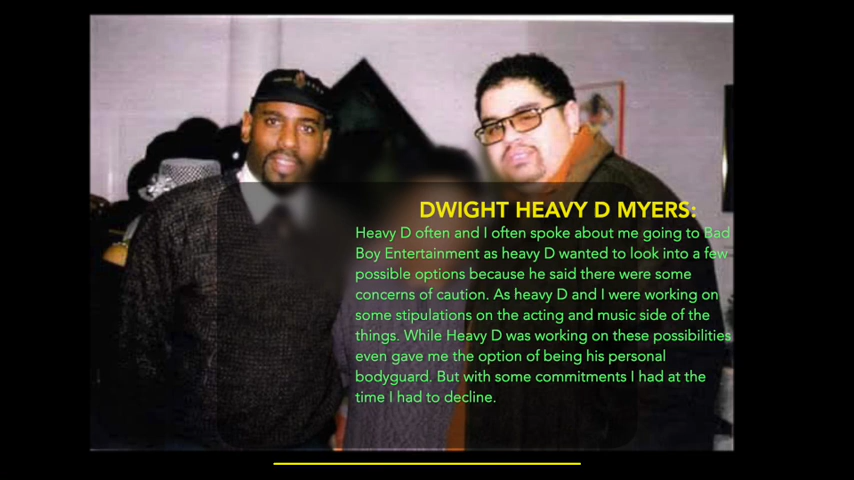 DWIGHT HEAVY D MYERS:
Heavy D often and I often spoke about me going to Bad
Boy Entertainment as heavy D wanted to look into a few
possible options because he said there were some
concerns of caution. As heavy D and I were working on
some stipulations on the acting and music side of the
things. While Heavy D was working on these possibilities
even gave me the option of being his personal
bodyguard. But with some commitments I had at the
time I had to decline.